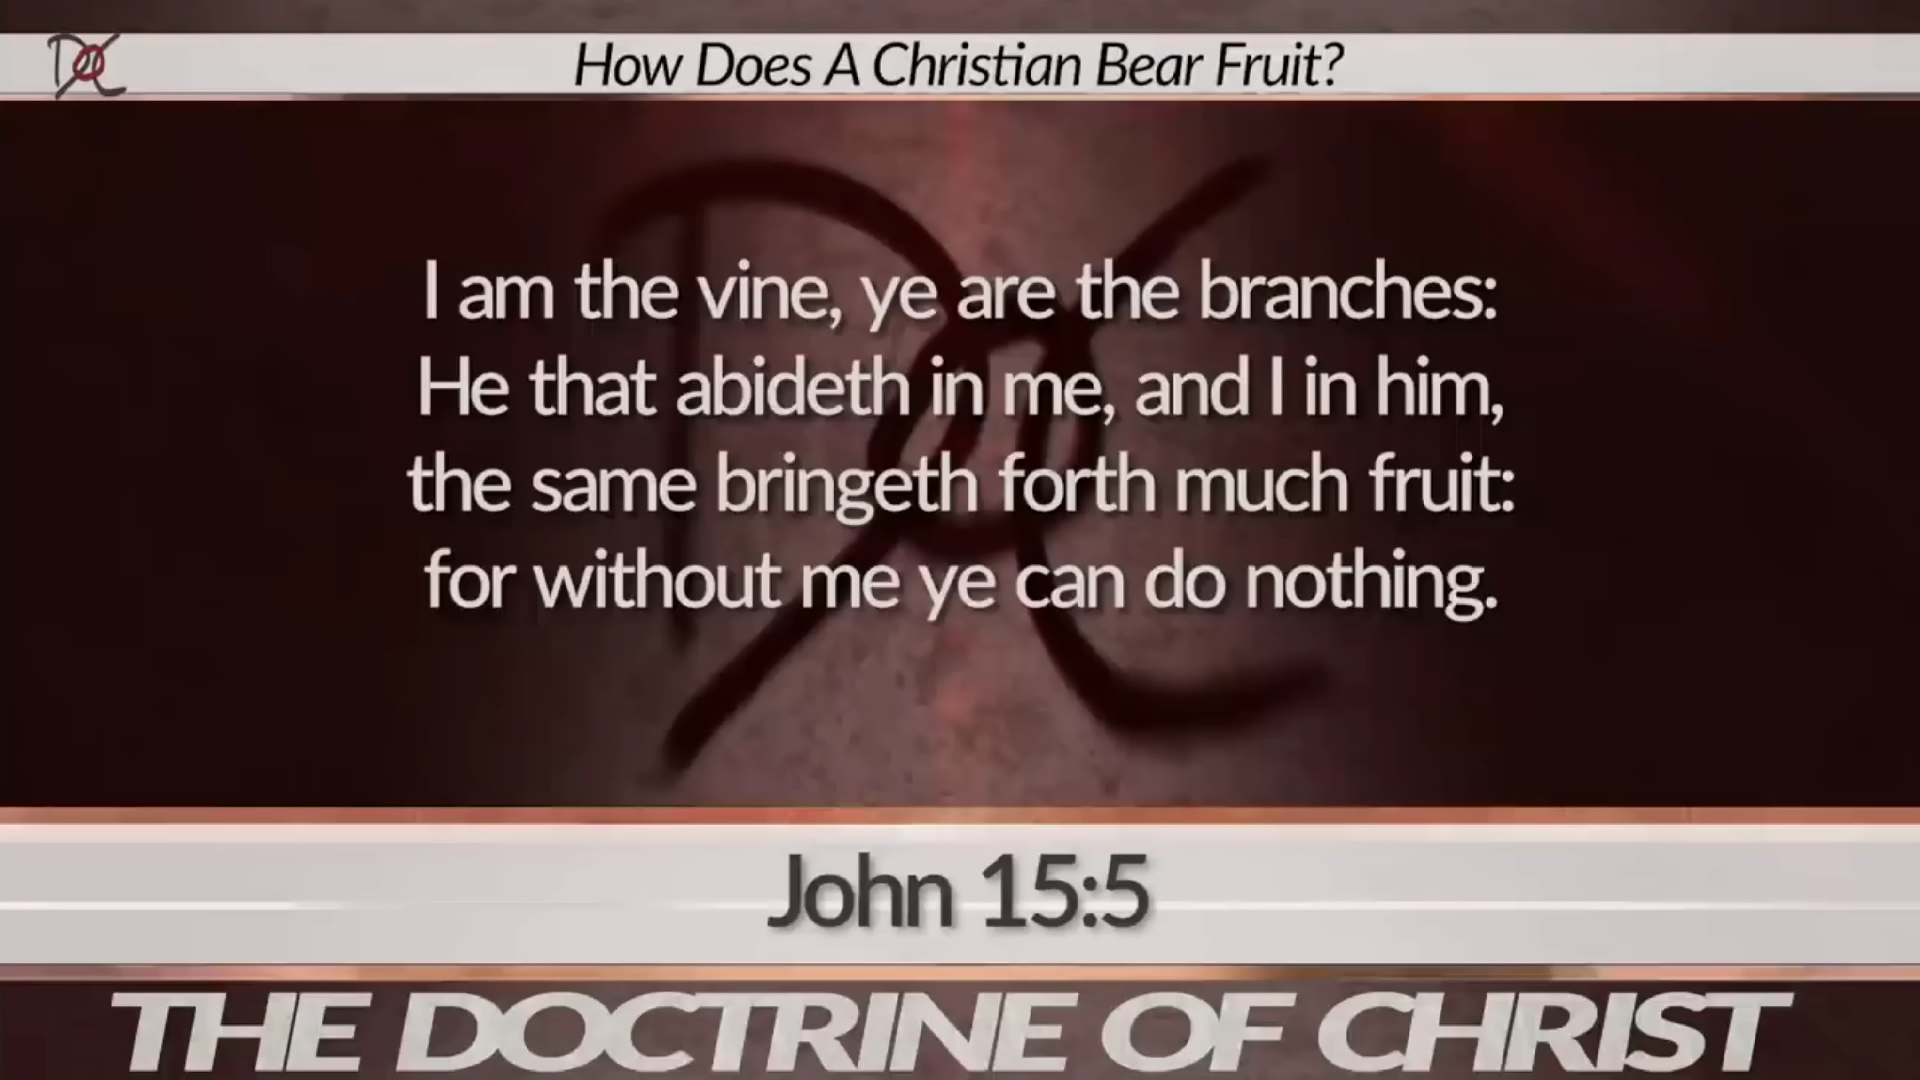 How Does A Christian Bear Fruit?
I am the vine, ye are the branches:
He that abideth in me, and I in him,
the same bringeth forth much fruit:
for without me ye can do nothing.
John 15:5
THE DOCTRINE OF CHRIST